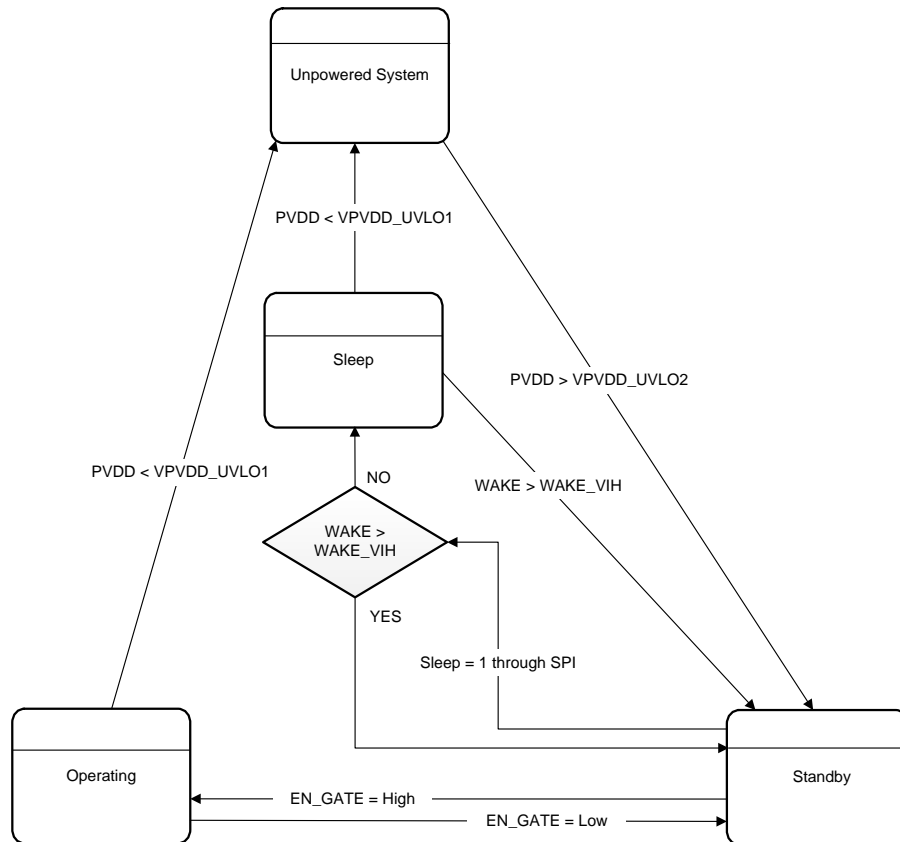 Unpowered System
PVDD < VPVDD_UVLO1
Sleep
PVDD > VPVDD_UVLO2
PVDD < VPVDD_UVLO1
NO
WAKE > WAKE_VIH
WAKE >
WAKE_VIH
YES
Sleep = 1 through SPI
Operating
Standby
EN_GATE = High
EN_GATE = Low